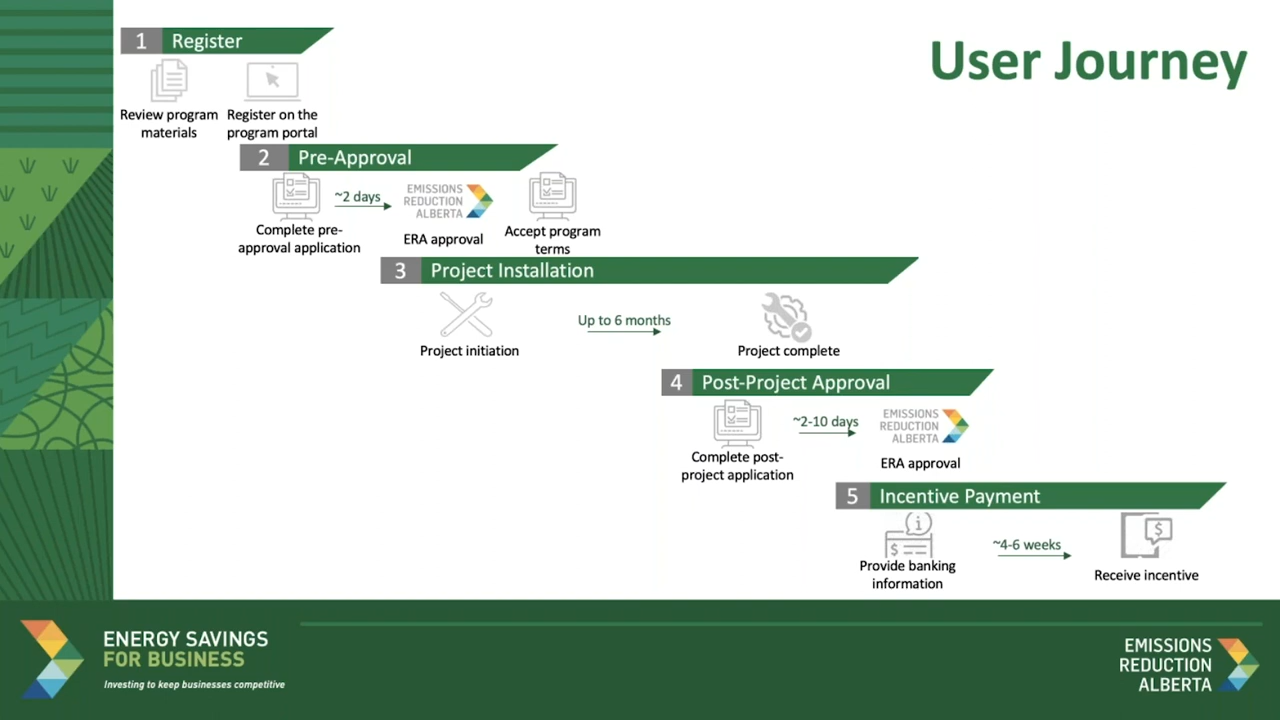 User Journey
1 Register
Review program
materials
Register on the
program portal
2 Pre-Approval
Complete pre-
approval application
~2 days
EMISSIONS
REDUCTION
ALBERTA
ERA approval
Accept program
terms
3 Project Installation
Project initiation
Up to 6 months
Project complete
4 Post-Project Approval
Complete post-
project application
~2-10 days
EMISSIONS
REDUCTION
ALBERTA
ERA approval
5 Incentive Payment
Provide banking
information
~4-6 weeks
Receive incentive
ENERGY SAVINGS
FOR BUSINESS
Investing to keep businesses competitive
EMISSIONS
REDUCTION
ALBERTA